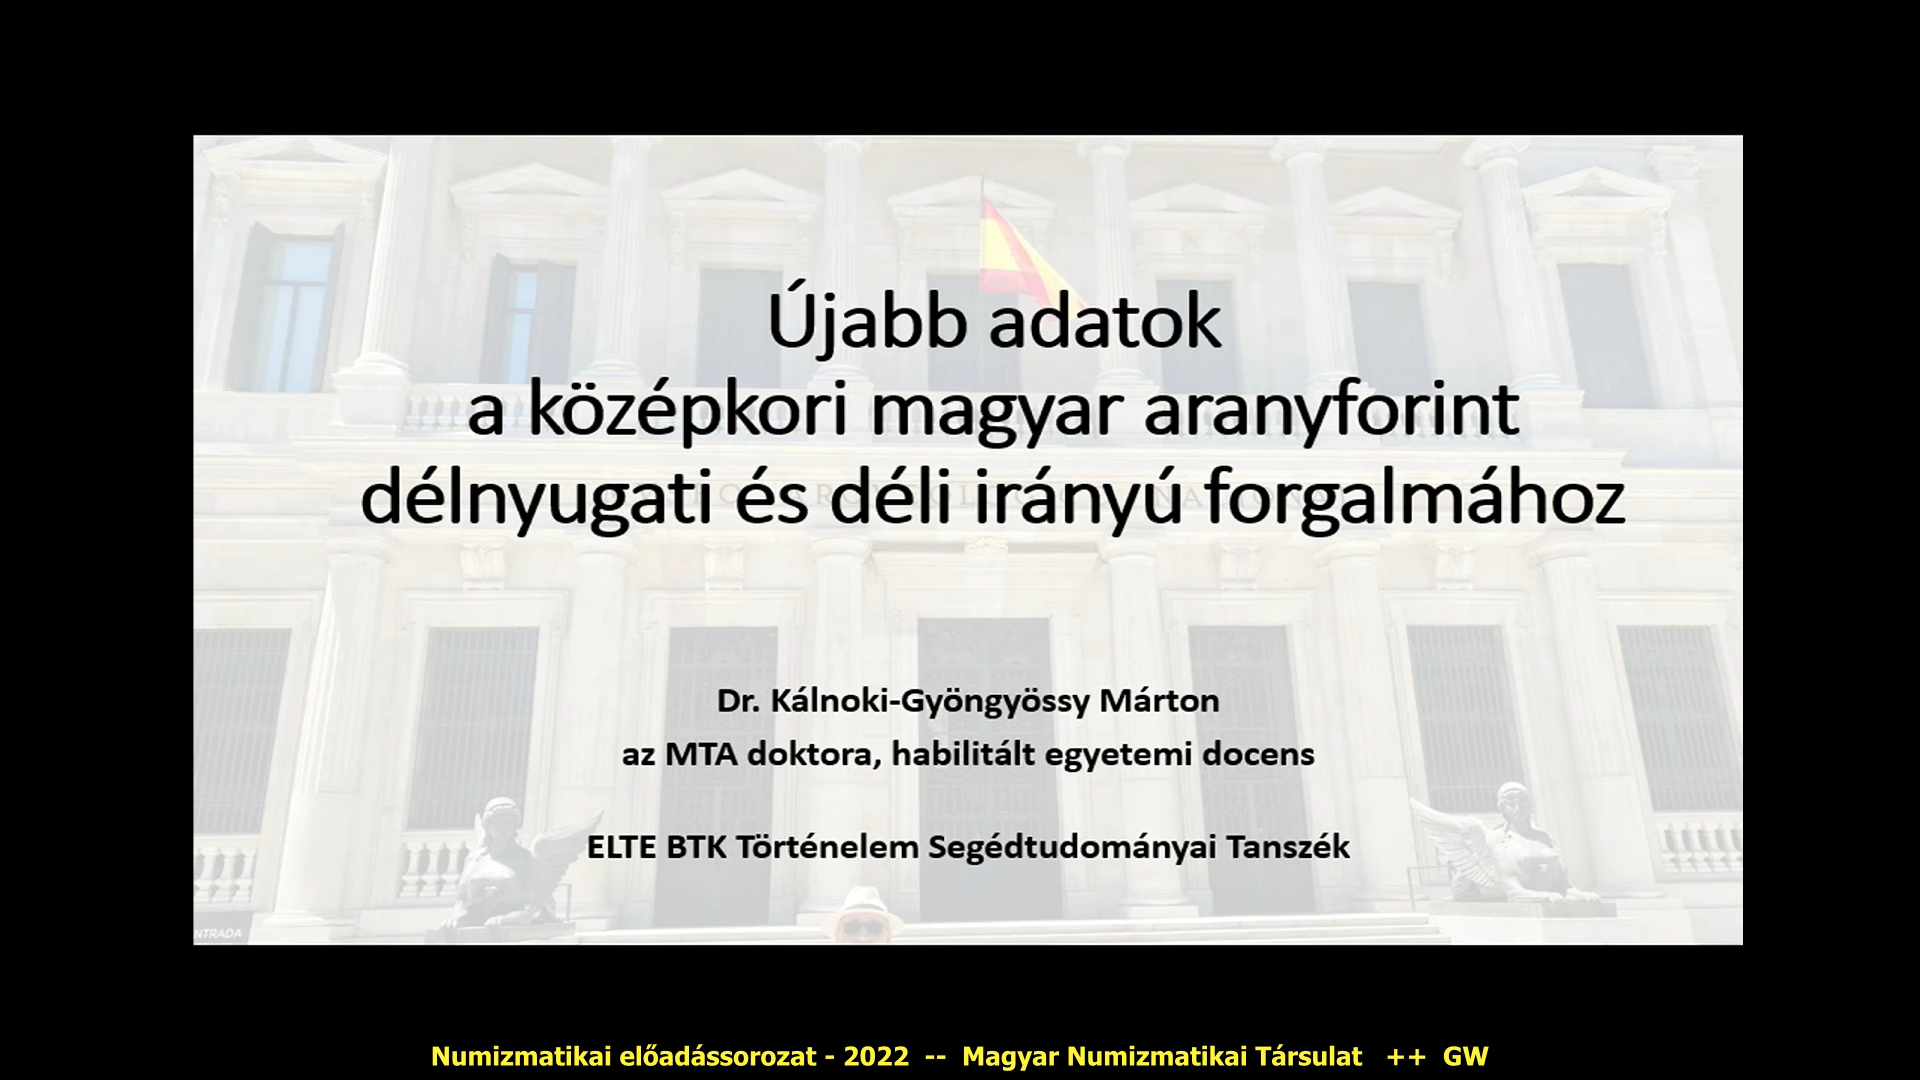 Újabb adatok
a középkori magyar aranyforint
délnyugati és déli irányú forgalmához
Dr. Kálnoki-Gyöngyössy Márton
az MTA doktora, habilitált egyetemi docens
ELTE BTK Történelem Segédtudományai Tanszék
NTRADA
Numizmatikai előadássorozat - 2022 -- Magyar Numizmatikai Társulat ++ GW